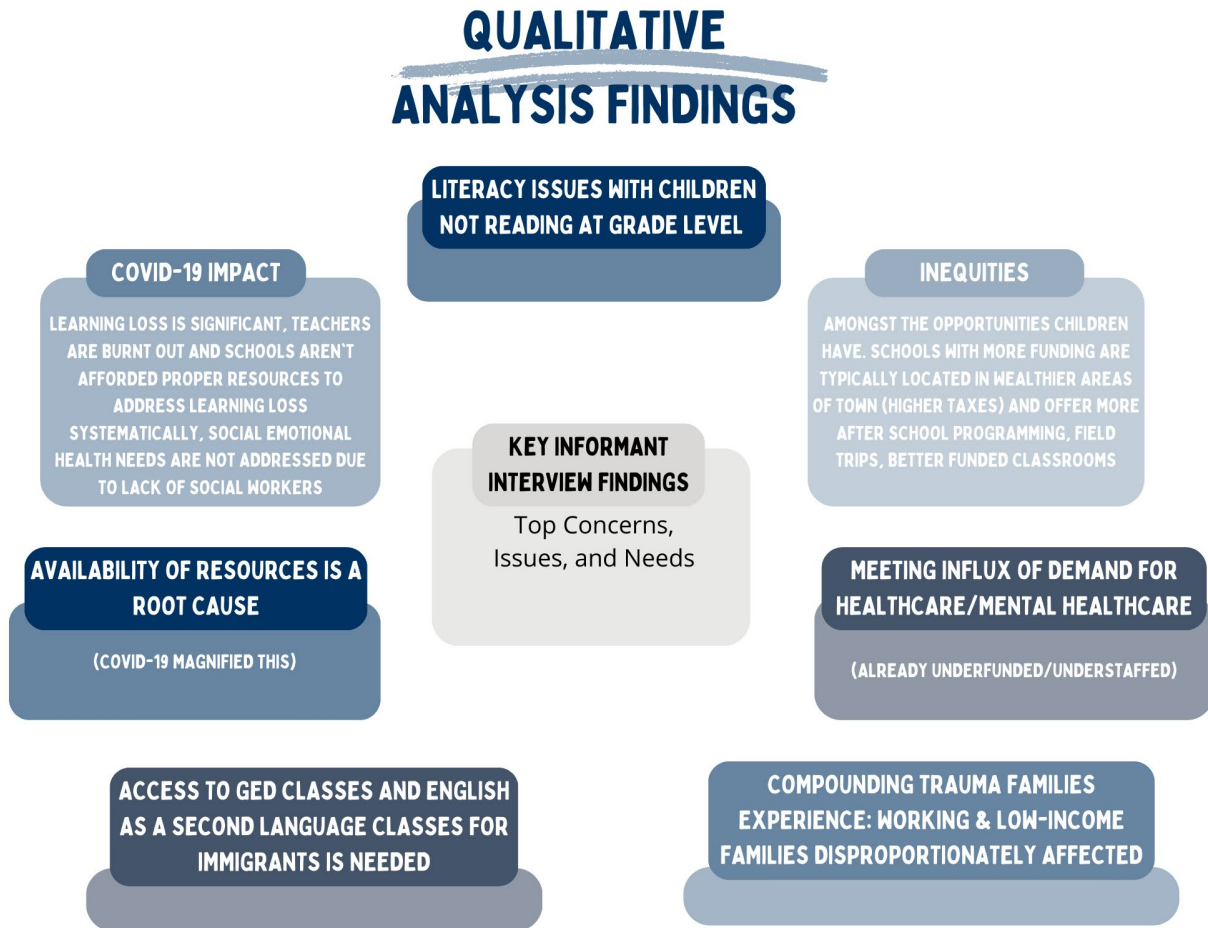 QUALITATIVE
ANALYSIS FINDINGS
LITERACY ISSUES WITH CHILDREN
NOT READING AT GRADE LEVEL
COVID-19 IMPACT
LEARNING LOSS IS SIGNIFICANT, TEACHERS
ARE BURNT OUT AND SCHOOLS AREN'T
AFFORDED PROPER RESOURCES TO
ADDRESS LEARNING LOSS
SYSTEMATICALLY, SOCIAL EMOTIONAL
HEALTH NEEDS ARE NOT ADDRESSED DUE
TO LACK OF SOCIAL WORKERS
INEQUITIES
AMONGST THE OPPORTUNITIES CHILDREN
HAVE. SCHOOLS WITH MORE FUNDING ARE
TYPICALLY LOCATED IN WEALTHIER AREAS
OF TOWN (HIGHER TAXES) AND OFFER MORE
AFTER SCHOOL PROGRAMMING, FIELD
TRIPS, BETTER FUNDED CLASSROOMS
KEY INFORMANT
INTERVIEW FINDINGS
Top Concerns,
Issues, and Needs
AVAILABILITY OF RESOURCES IS A
ROOT CAUSE
(COVID-19 MAGNIFIED THIS)
MEETING INFLUX OF DEMAND FOR
HEALTHCARE/MENTAL HEALTHCARE
(ALREADY UNDERFUNDED/UNDERSTAFFED)
ACCESS TO GED CLASSES AND ENGLISH
AS A SECOND LANGUAGE CLASSES FOR
IMMIGRANTS IS NEEDED
COMPOUNDING TRAUMA FAMILIES
EXPERIENCE: WORKING & LOW-INCOME
FAMILIES DISPROPORTIONATELY AFFECTED